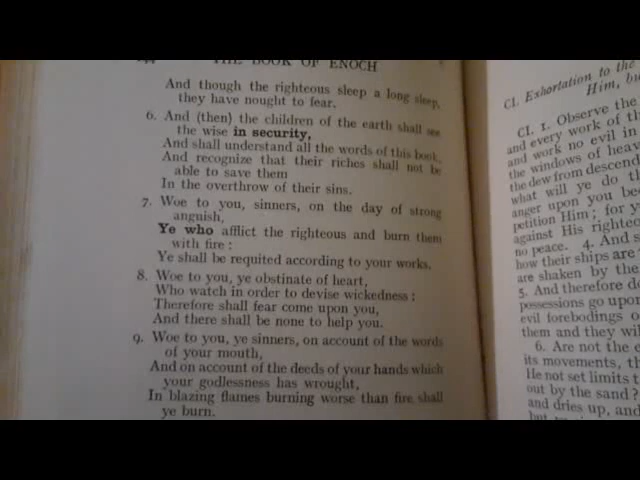 144 THE BOOK OF ENOCH
And though the righteous sleep a long sleep,
they have nought to fear.
6. And (then) the children of the earth shall see
the wise in security,
And shall understand all the words of this book,
And recognize that their riches shall not be
able to save them
In the overthrow of their sins.
7. Woe to you, sinners, on the day of strong
anguish,
Ye who afflict the righteous and burn them
with fire :
Ye shall be requited according to your works.
8. Woe to you, ye obstinate of heart,
Who watch in order to devise wickedness :
Therefore shall fear come upon you,
And there shall be none to help you.
9. Woe to you, ye sinners, on account of the words
of your mouth,
And on account of the deeds of your hands which
your godlessness has wrought,
In blazing flames burning worse than fire shall
ye burn.
CI. Exhortation to the
Him, bu
CI. 1. Observe the
and every work of th
and work no evil in
the windows of heav
the dew from descend
what will ye do th
anger upon you be
petition Him ; for y
against His righteo
no peace. 4. And s
how their ships are
are shaken by the
5. And therefore do
possessions go upon
evil forebodings o
them and they wil
6. Are not the e
its movements, th
He not set limits t
out by the sand ?
and dries up, and